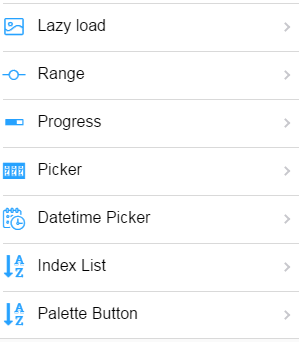 Lazy load
Range
Progress
Picker
Datetime Picker
Index List
Palette Button